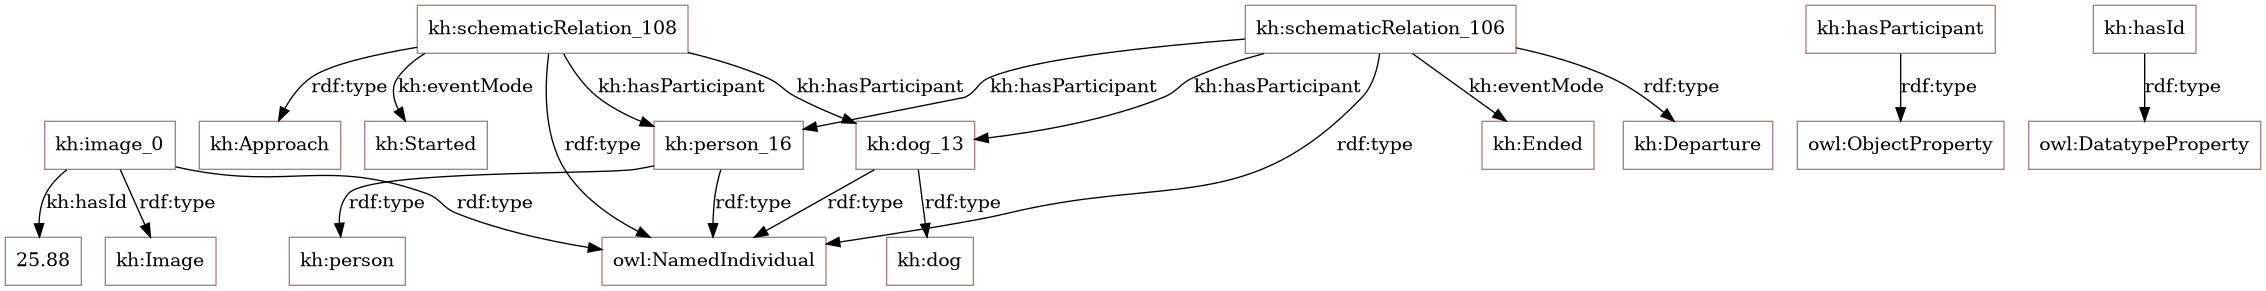 kh:schematicRelation_108
kh:schematicRelation_106
kh:hasParticipant
kh:hasId
rdf:type
kh:eventMode
kh:hasParticipant
kh:hasParticipant
kh:hasParticipant
kh:hasParticipant
kh:eventMode
rdf:type
rdf:type
rdf:type
kh:image_0
kh:Approach
kh:Started
rdf:type
kh:person_16
kh:dog_13
rdf:type
kh:Ended
kh:Departure
owl:ObjectProperty
owl:DatatypeProperty
kh:hasId
rdf:type
rdf:type
rdf:type
rdf:type
rdf:type
rdf:type
25.88
kh:Image
kh:person
owl:NamedIndividual
kh:dog